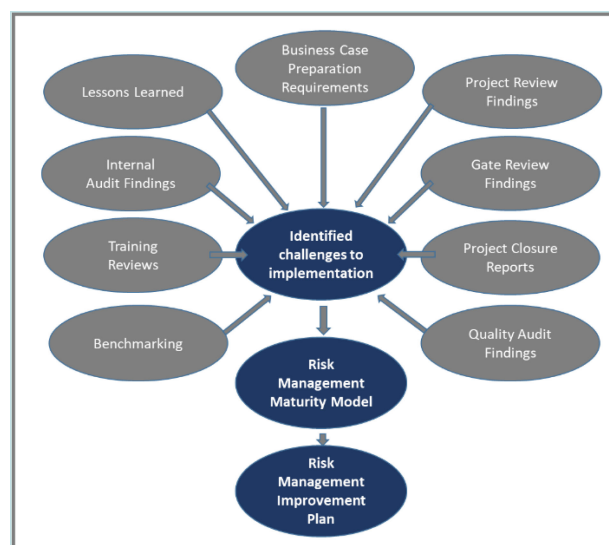 Business Case
Preparation
Requirements
Lessons Learned
Project Review
Findings
Internal
Audit Findings
Gate Review
Findings
Identified
challenges to
implementation
Training
Reviews
Project Closure
Reports
Benchmarking
Quality Audit
Findings
Risk
Management
Maturity Model
Risk
Management
Improvement
Plan